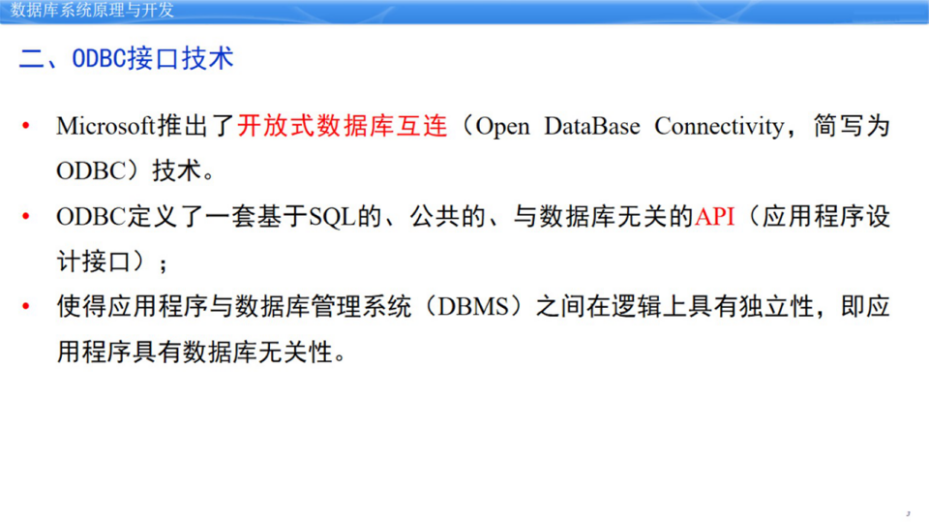 数据库系统原理与开发
二、ODBC接口技术
• Microsoft推出了开放式数据库互连（Open DataBase Connectivity，简写为
ODBC）技术。
• ODBC定义了一套基于SQL的、公共的、与数据库无关的API（应用程序设
计接口）；
• 使得应用程序与数据库管理系统（DBMS）之间在逻辑上具有独立性，即应
用程序具有数据库无关性。